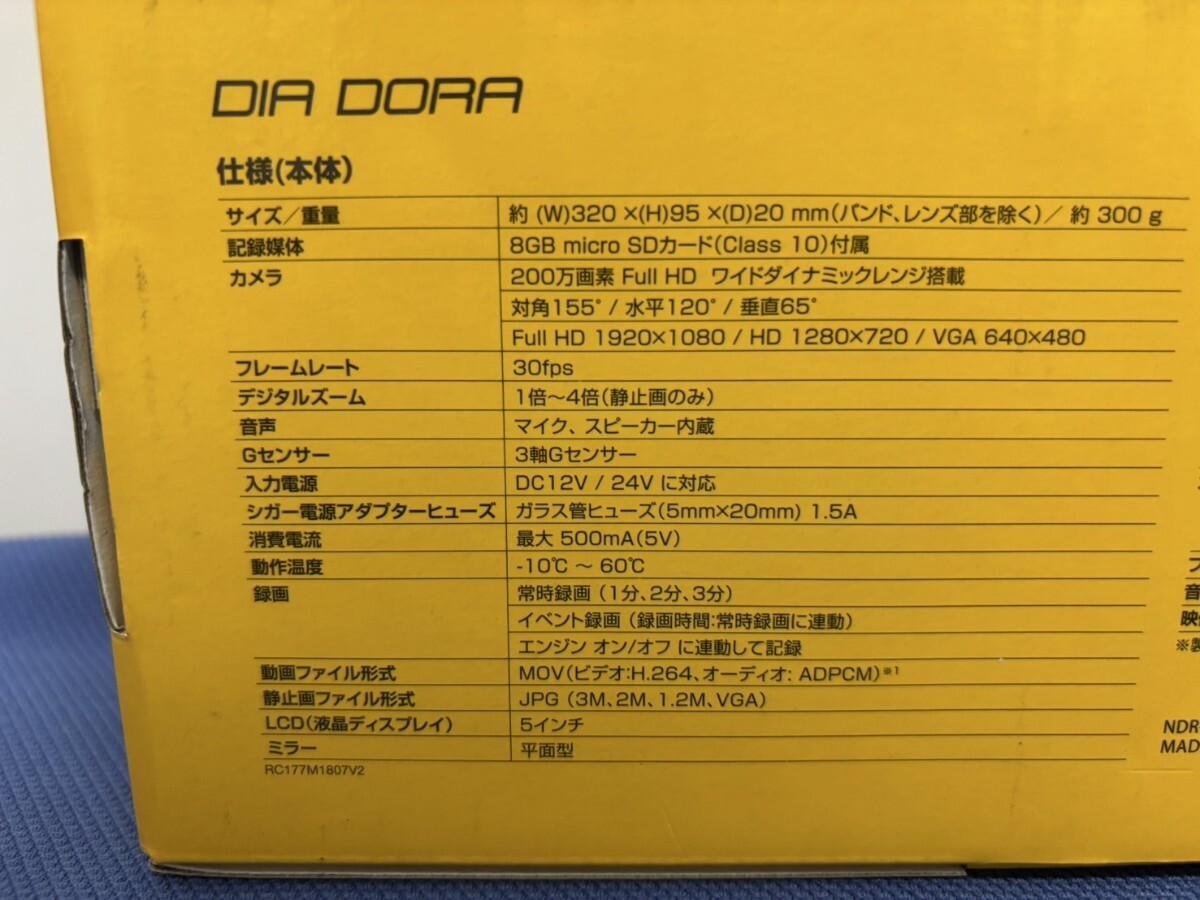 DIA DORA
仕様(本体)
サイズ/重量 約 (W)320 ×(H)95 ×(D)20 mm(バンド、レンズ部を除く)/ 約 300 g
記録媒体 8GB micro SDカード(Class 10)付属
カメラ 200万画素 Full HD ワイドダイナミックレンジ搭載
対角155° / 水平120° / 垂直65°
Full HD 1920×1080 / HD 1280×720 / VGA 640×480
フレームレート 30fps
デジタルズーム 1倍〜4倍(静止画のみ)
音声 マイク、スピーカー内蔵
Gセンサー 3軸Gセンサー
入力電源 DC12V / 24V に対応
シガー電源アダプターヒューズ ガラス管ヒューズ(5mm×20mm) 1.5A
消費電流 最大 500mA(5V)
動作温度 -10℃ 〜 60℃
録画 常時録画 (1分、2分、3分)
イベント録画 (録画時間:常時録画に連動)
エンジン オン/オフ に連動して記録
動画ファイル形式 MOV(ビデオ:H.264、オーディオ: ADPCM)※1
静止画ファイル形式 JPG (3M、2M、1.2M、VGA)
LCD(液晶ディスプレイ) 5インチ
ミラー 平面型
RC177M1807V2
音
映
※製
NDR
MAD